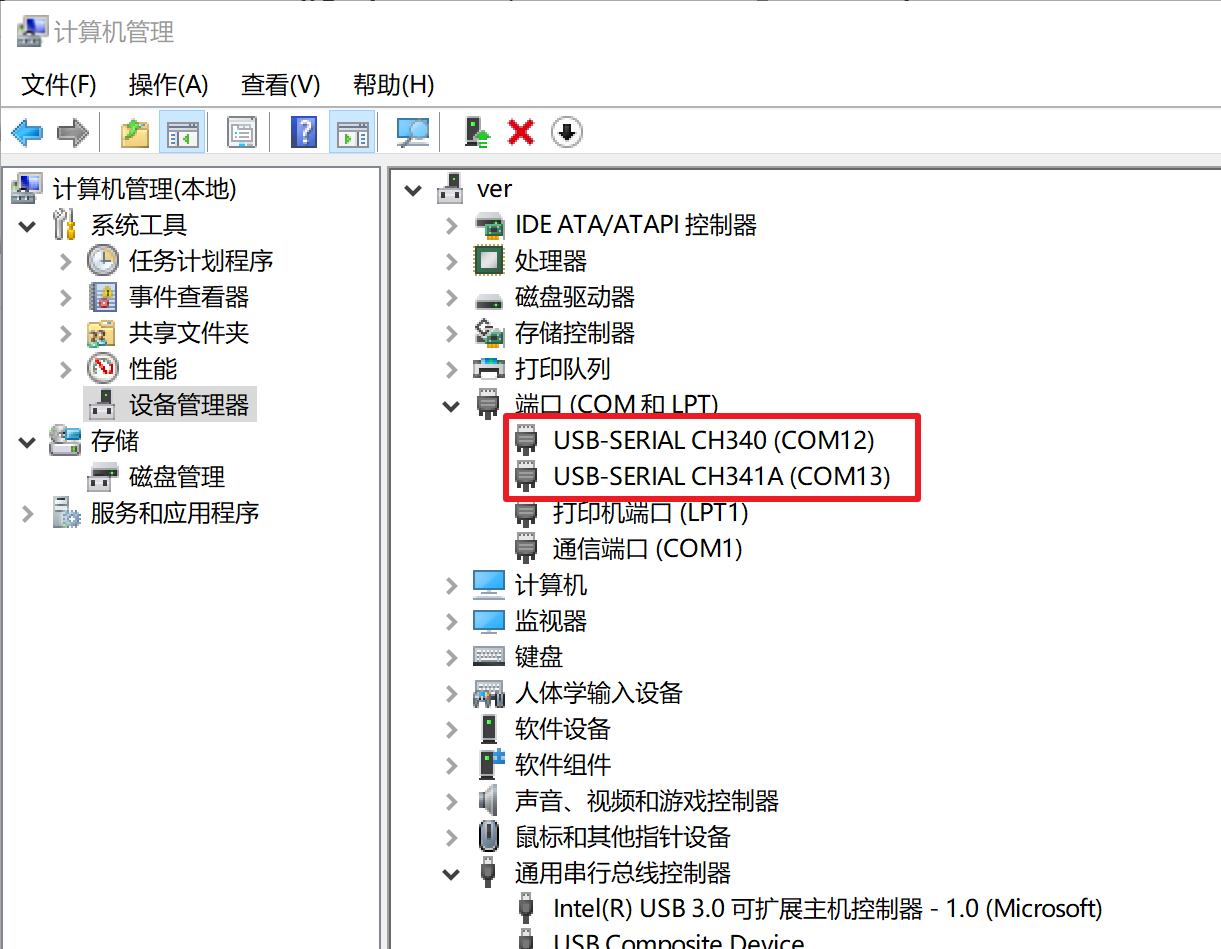 计算机管理
文件(F) 操作(A) 查看(V) 帮助(H)
计算机管理(本地)
系统工具
任务计划程序
事件查看器
共享文件夹
性能
设备管理器
存储
磁盘管理
服务和应用程序
ver
IDE ATA/ATAPI 控制器
处理器
磁盘驱动器
存储控制器
打印队列
端口 (COM 和 LPT)
USB-SERIAL CH340 (COM12)
USB-SERIAL CH341A (COM13)
打印机端口 (LPT1)
通信端口 (COM1)
计算机
监视器
键盘
人体学输入设备
软件设备
软件组件
声音、视频和游戏控制器
鼠标和其他指针设备
通用串行总线控制器
Intel(R) USB 3.0 可扩展主机控制器 - 1.0 (Microsoft)
USB Composite Device